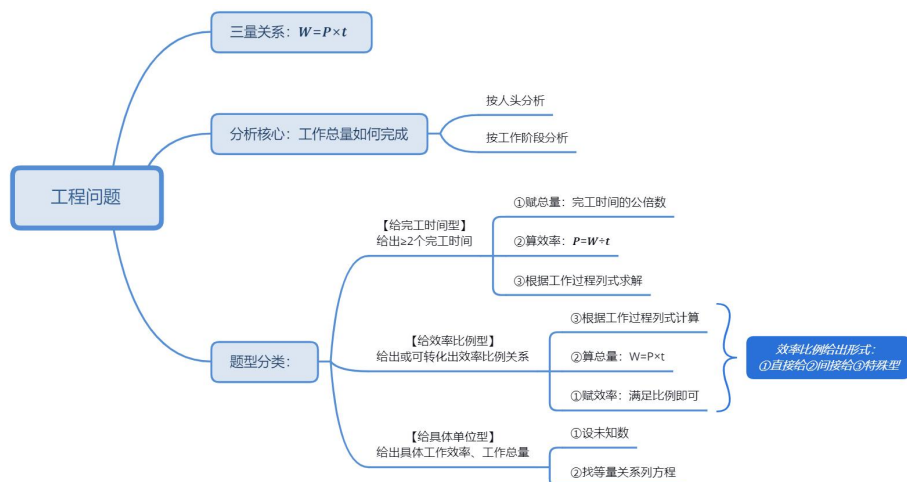 工程问题
三量关系：W=P×t
分析核心：工作总量如何完成
按人头分析
按工作阶段分析
题型分类：
【给完工时间型】
给出≥2个完工时间
①赋总量：完工时间的公倍数
②算效率：P=W÷t
③根据工作过程列式求解
【给效率比例型】
给出或可转化出效率比例关系
③根据工作过程列式计算
②算总量：W=P×t
①赋效率：满足比例即可
效率比例给出形式：
①直接给②间接给③特殊型
【给具体单位型】
给出具体工作效率、工作总量
①设未知数
②找等量关系列方程